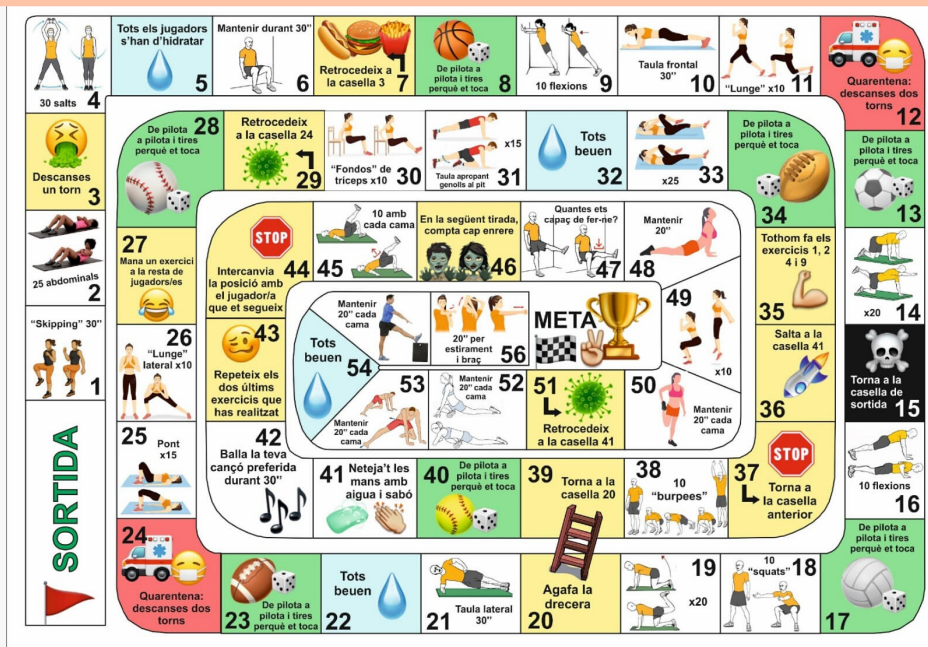 SORTIDA
"Skipping" 30"
1
25 abdominals
2
Descanses
un torn
3
30 salts
4
Tots els jugadors
s'han d'hidratar
5
Mantenir durant 30"
6
Retrocedeix a
la casella 3
7
De pilota a
pilota i tires
perquè et toca
8
10 flexions
9
Taula frontal
30"
10
"Lunge" x10
11
Quarentena:
descanses dos
torns
12
De pilota a
pilota i tires
perquè et toca
13
x20
14
Torna a la
casella de
sortida
15
10 flexions
16
De pilota a
pilota i tires
perquè et toca
17
10
"squats"
18
19
x20
Agafa la
drecera
20
Taula lateral
30"
21
Tots
beuen
22
De pilota a
pilota i tires
perquè et toca
23
24
Quarentena:
descanses dos
torns
25
Pont
x15
26
"Lunge"
lateral x10
27
Mana un exercici
a la resta de
jugadors/es
28
De pilota
a pilota i tires
perquè et toca
Retrocedeix
a la casella 24
29
"Fondos" de
tríceps x10
30
x15
Taula apropant
genolls al pit
31
Tots
beuen
32
x25
33
De pilota a
pilota i tires
perquè et toca
34
Tothom fa els
exercicis 1, 2
4 i 9
35
Salta a la
casella 41
36
STOP
37
Torna a
la casella
anterior
38
10
"burpees"
39
Torna a la
casella 20
40
De pilota a
pilota i tires
perquè et toca
41
Neteja't les
mans amb
aigua i sabó
42
Balla la teva
cançó preferida
durant 30"
43
Repeteix els
dos últims
exercicis que
has realitzat
STOP
44
Intercanvia
la posició amb
el jugador/a
que et segueix
10 amb
cada cama
45
En la següent tirada,
compta cap enrere
46
Quantes ets
capaç de fer-ne?
47
Mantenir
20"
48
49
x10
50
Mantenir
20" cada
cama
51
Retrocedeix
a la casella 41
52
Mantenir
20" cada
cama
53
Mantenir
20" cada
cama
Tots
beuen
54
Mantenir
20" cada
cama
20" per
estirament
i braç
56
META